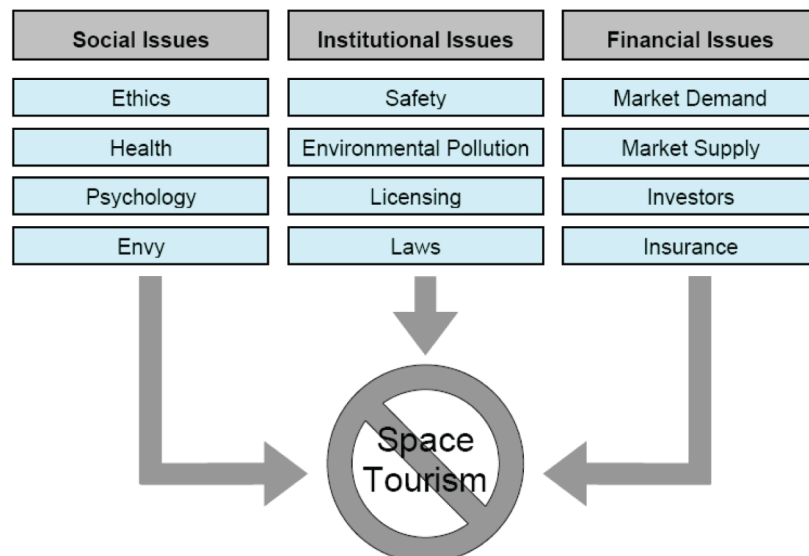 Social Issues
Institutional Issues
Financial Issues
Ethics
Safety
Market Demand
Health
Environmental Pollution
Market Supply
Psychology
Licensing
Investors
Envy
Laws
Insurance
Space
Tourism